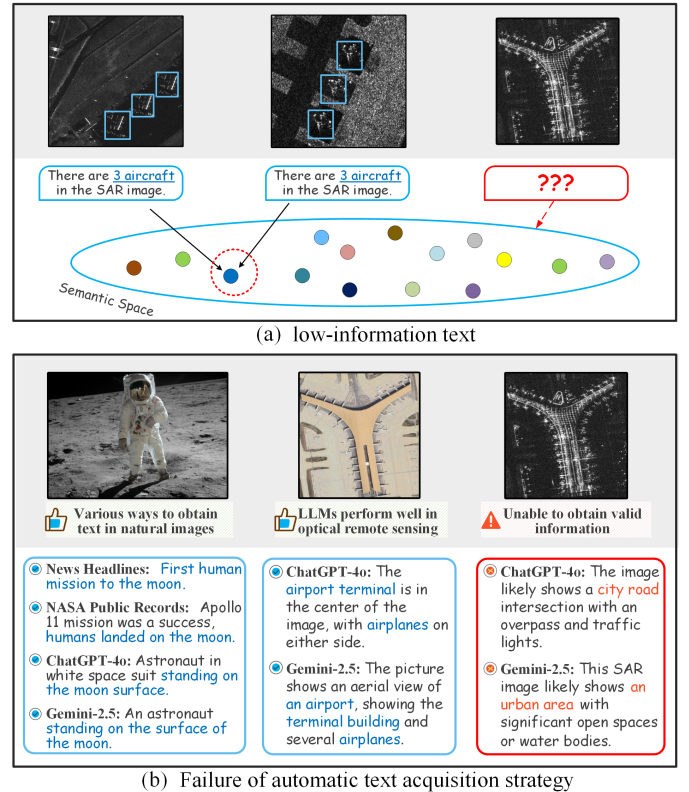 There are 3 aircraft
in the SAR image.
There are 3 aircraft
in the SAR image.
???
Semantic Space
(a) low-information text
Various ways to obtain
text in natural images
LLMs perform well in
optical remote sensing
Unable to obtain valid
information
News Headlines: First human
mission to the moon.
NASA Public Records: Apollo
11 mission was a success,
humans landed on the moon.
ChatGPT-4o: Astronaut in
white space suit standing on
the moon surface.
Gemini-2.5: An astronaut
standing on the surface of
the moon.
ChatGPT-4o: The
airport terminal is in
the center of the
image, with airplanes on
either side.
Gemini-2.5: The picture
shows an aerial view of
an airport, showing the
terminal building and
several airplanes.
ChatGPT-4o: The image
likely shows a city road
intersection with an
overpass and traffic
lights.
Gemini-2.5: This SAR
image likely shows an
urban area with
significant open spaces
or water bodies.
(b) Failure of automatic text acquisition strategy